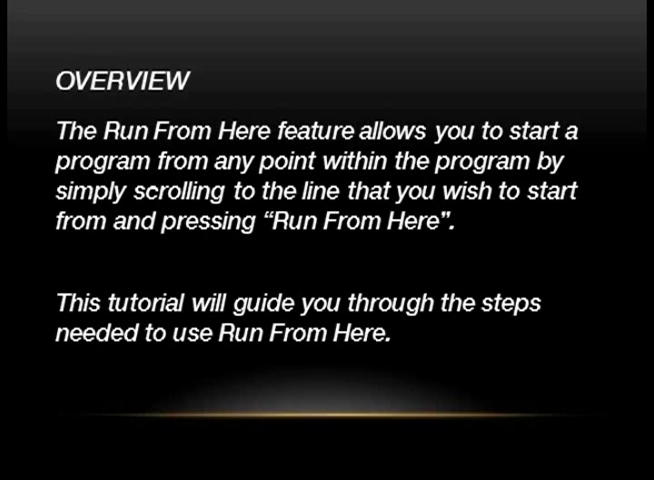 OVERVIEW
The Run From Here feature allows you to start a
program from any point within the program by
simply scrolling to the line that you wish to start
from and pressing “Run From Here”.
This tutorial will guide you through the steps
needed to use Run From Here.